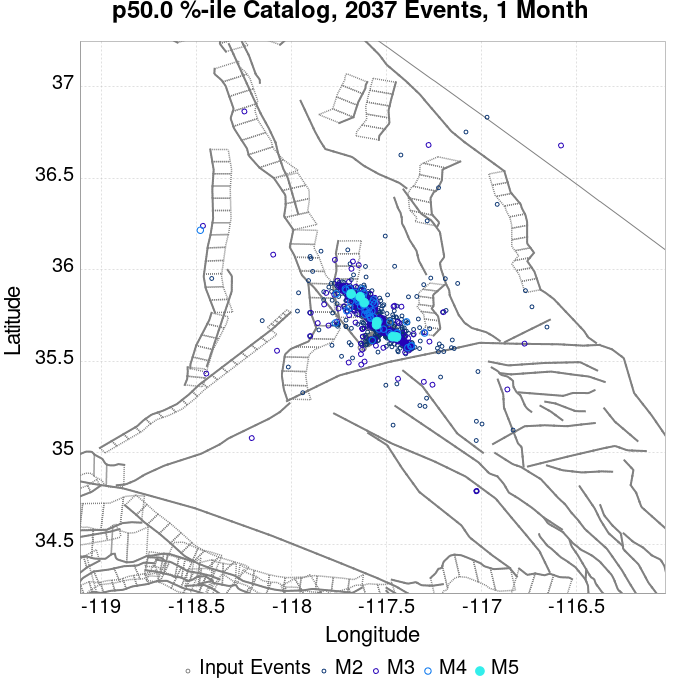 p50.0 %-ile Catalog, 2037 Events, 1 Month
37
36.5
36
35.5
35
34.5
Latitude
-119 -118.5 -118 -117.5 -117 -116.5
Longitude
Input Events M2 M3 M4 M5